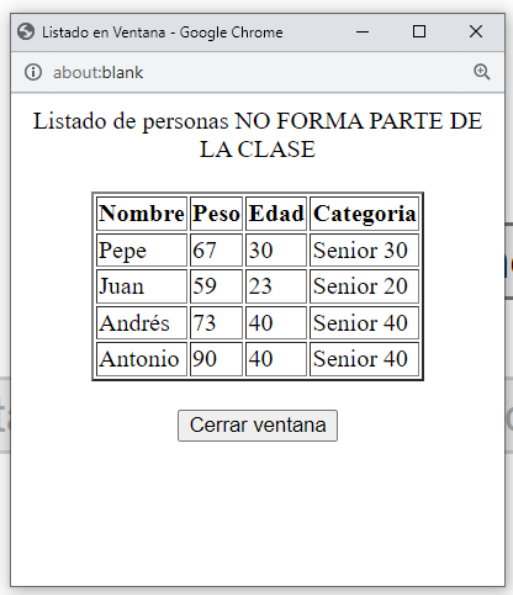 Listado en Ventana - Google Chrome
about:blank
Listado de personas NO FORMA PARTE DE
LA CLASE
Nombre Peso Edad Categoria
Pepe 67 30 Senior 30
Juan 59 23 Senior 20
Andrés 73 40 Senior 40
Antonio 90 40 Senior 40
Cerrar ventana